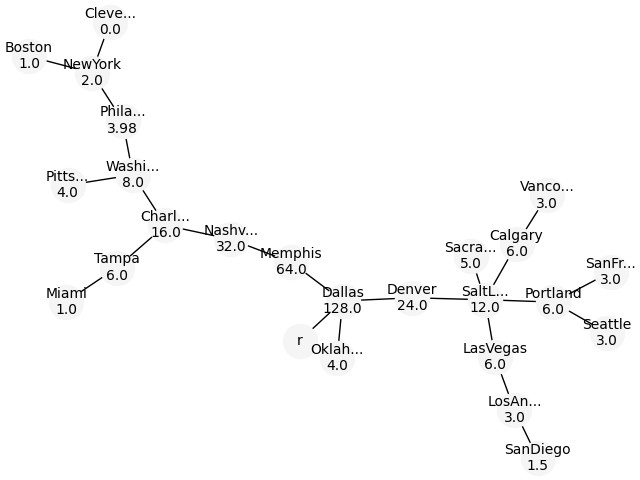 Cleve...
0.0
Boston
1.0
NewYork
2.0
Phila...
3.98
Washi...
8.0
Pitts...
4.0
Charl...
16.0
Nashv...
32.0
Memphis
64.0
Tampa
6.0
Miami
1.0
Dallas
128.0
r
Oklah...
4.0
Denver
24.0
SaltL...
12.0
Sacra...
5.0
Calgary
6.0
Vanco...
3.0
Portland
6.0
SanFr...
3.0
Seattle
3.0
LasVegas
6.0
LosAn...
3.0
SanDiego
1.5